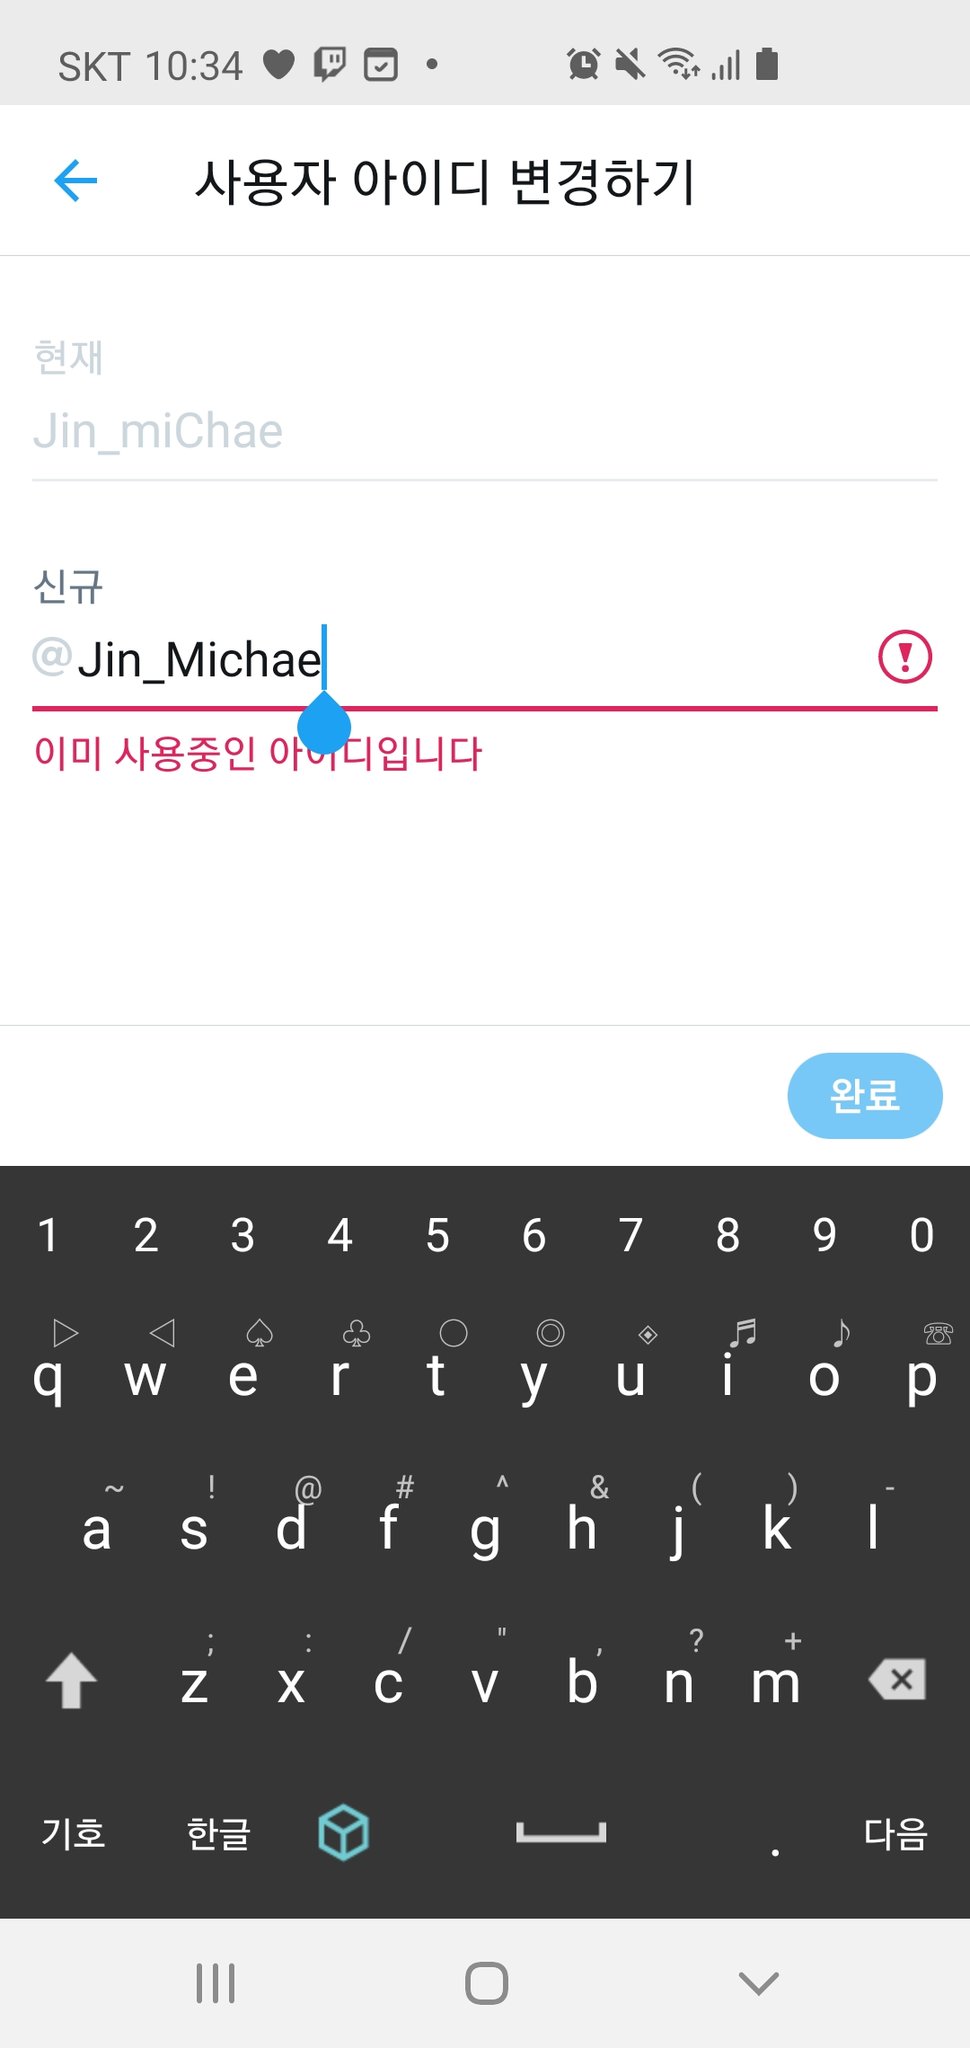 SKT 10:34
사용자 아이디 변경하기
현재
Jin_miChae
신규
@Jin_Michae
이미 사용중인 아이디입니다
완료
1 2 3 4 5 6 7 8 9 0
q w e r t y u i o p
~ ! @ # ^ & ( ) -
a s d f g h j k l
; : / " , ? +
z x c v b n m
기호 한글 . 다음